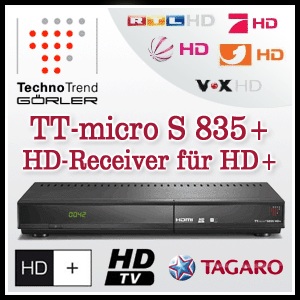 RTL HD
HD
HD
HD
VOX HD
TechnoTrend
GÖRLER
TT-micro S 835+
HD-Receiver für HD+
0042
HDMI
HD +
HD
TV
TAGARO